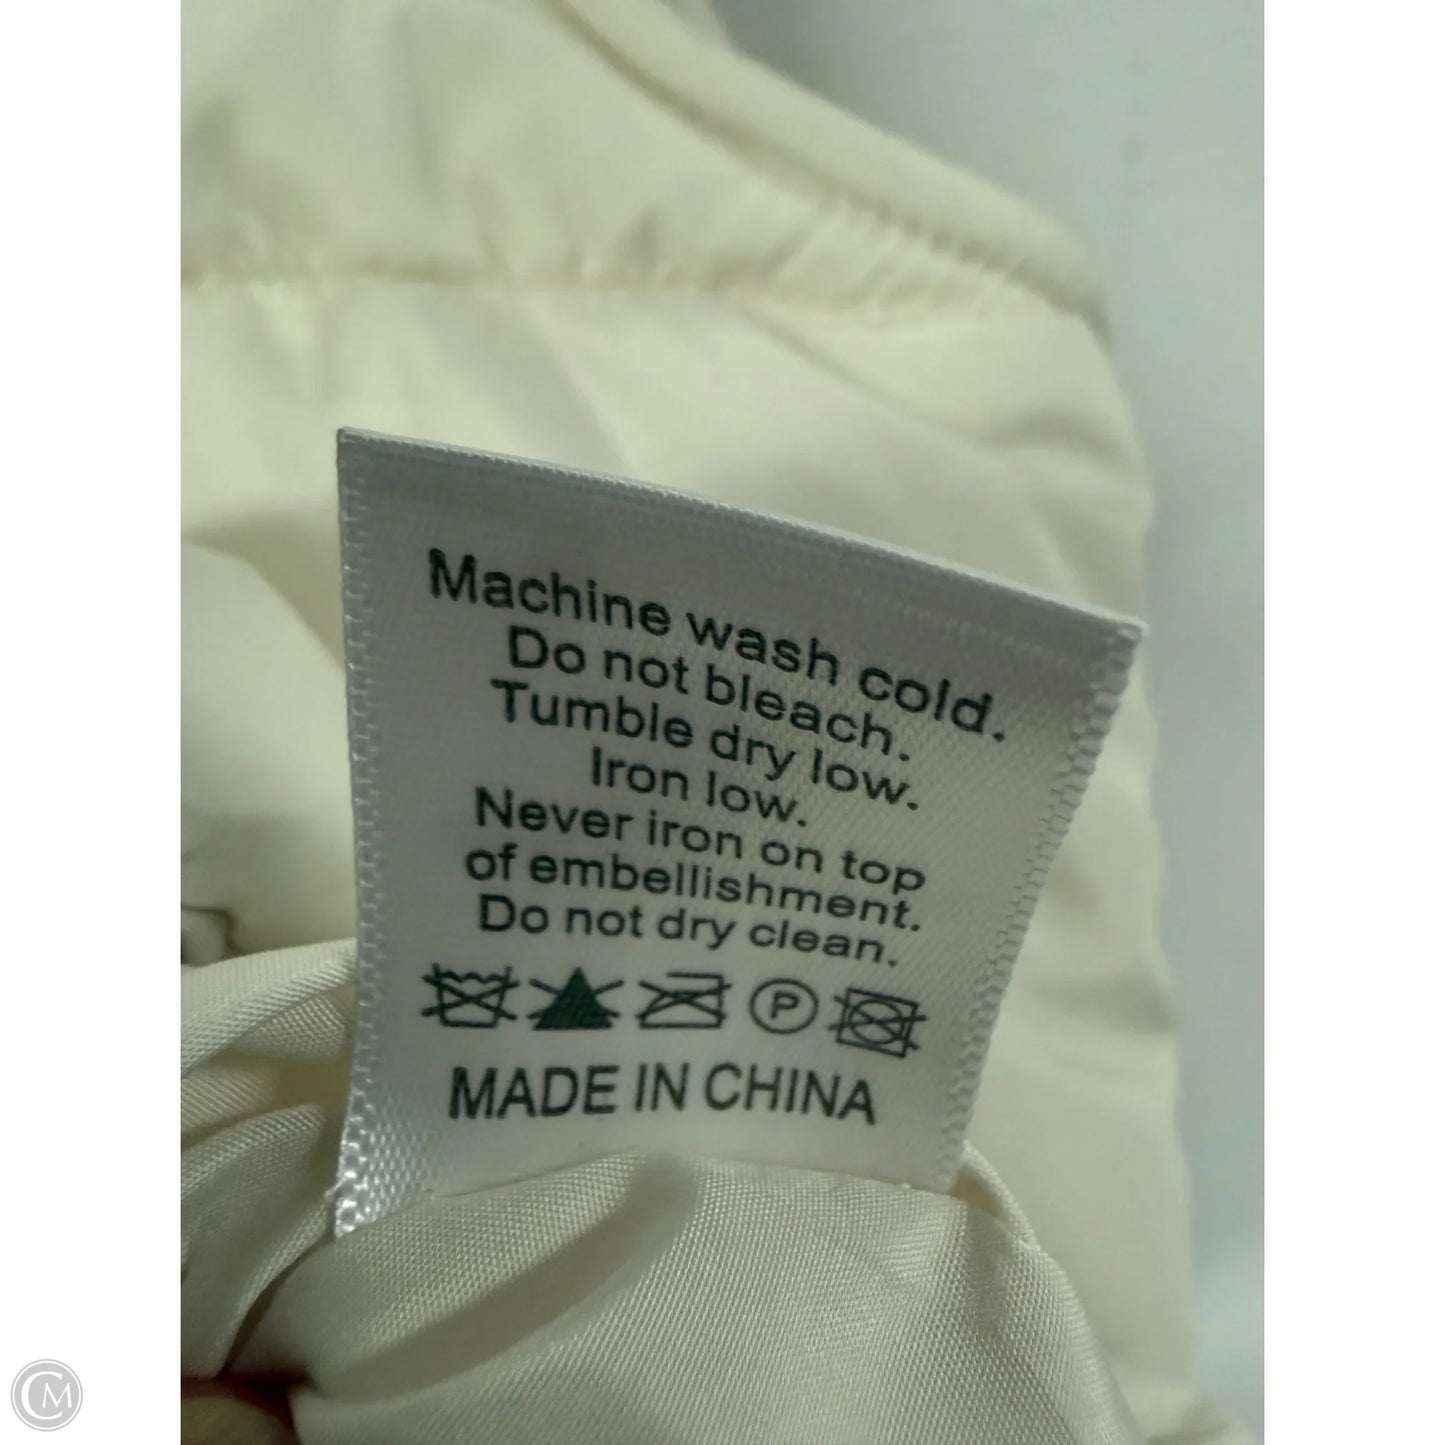 Machine wash cold.
Do not bleach.
Tumble dry low.
Iron low.
Never iron on top
of embellishment.
Do not dry clean.
P
MADE IN CHINA
CM